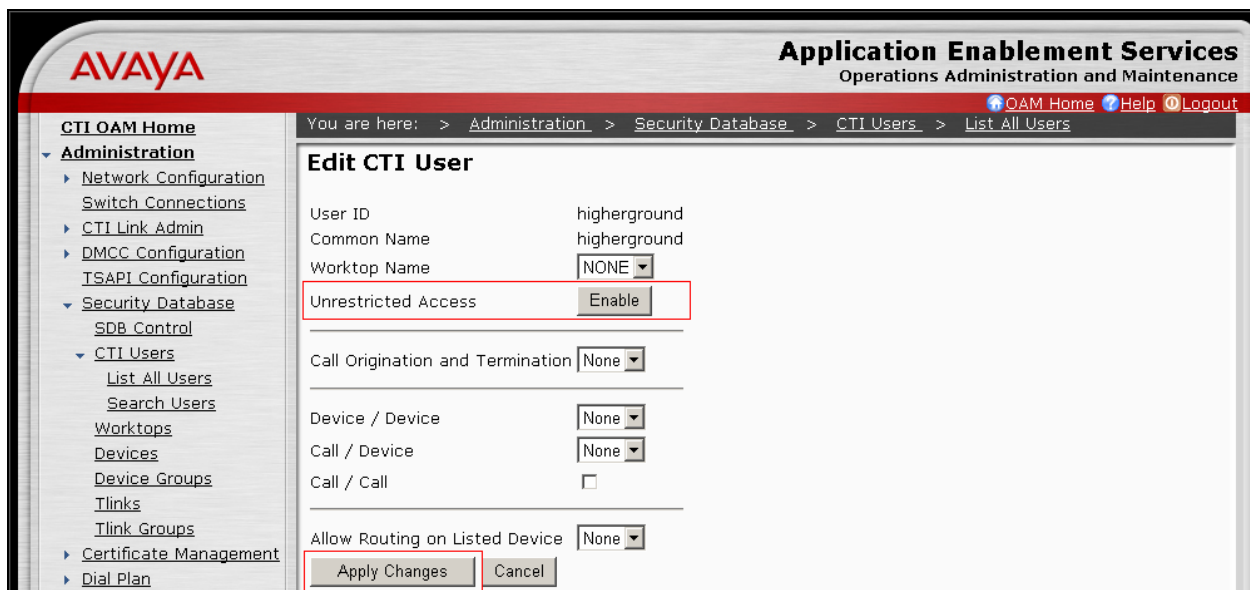 AVAYA
Application Enablement Services
Operations Administration and Maintenance
OAM Home Help Logout
CTI OAM Home
Administration
Network Configuration
Switch Connections
CTI Link Admin
DMCC Configuration
TSAPI Configuration
Security Database
SDB Control
CTI Users
List All Users
Search Users
Worktops
Devices
Device Groups
Tlinks
Tlink Groups
Certificate Management
Dial Plan
You are here: > Administration > Security Database > CTI Users > List All Users
Edit CTI User
User ID higherground
Common Name higherground
Worktop Name NONE
Unrestricted Access Enable
Call Origination and Termination None
Device / Device None
Call / Device None
Call / Call
Allow Routing on Listed Device None
Apply Changes Cancel